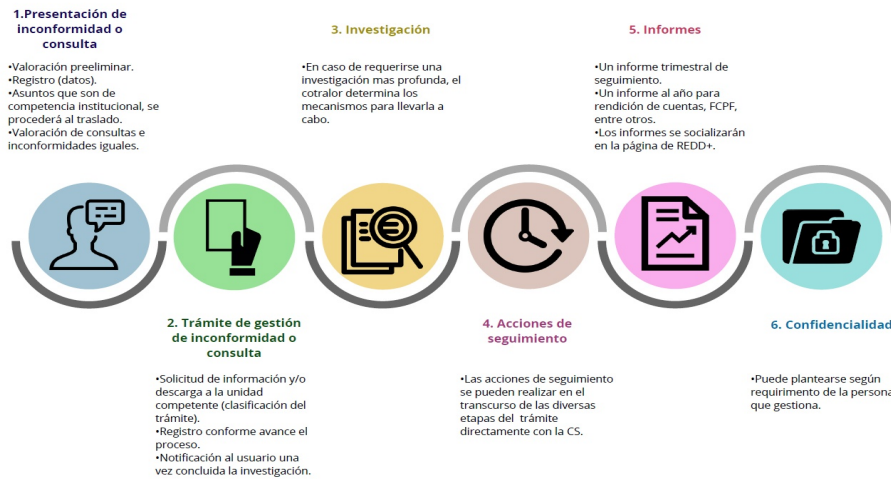 1.Presentación de
inconformidad o
consulta
•Valoración preeliminar.
•Registro (datos).
•Asuntos que son de
competencia institucional, se
procederá al traslado.
•Valoración de consultas e
inconformidades iguales.
2. Trámite de gestión
de inconformidad o
consulta
•Solicitud de información y/o
descarga a la unidad
competente (clasificación del
trámite).
•Registro conforme avance el
proceso.
•Notificación al usuario una
vez concluida la investigación.
3. Investigación
•En caso de requerirse una
investigación mas profunda, el
cotralor determina los
mecanismos para llevarla a
cabo.
4. Acciones de
seguimiento
•Las acciones de seguimiento
se pueden realizar en el
transcurso de las diversas
etapas del trámite
directamente con la CS.
5. Informes
•Un informe trimestral de
seguimiento.
•Un informe al año para
rendición de cuentas, FCPF,
entre otros.
•Los informes se socializarán
en la página de REDD+.
6. Confidencialidad
•Puede plantearse según
requirimento de la persona
que gestiona.